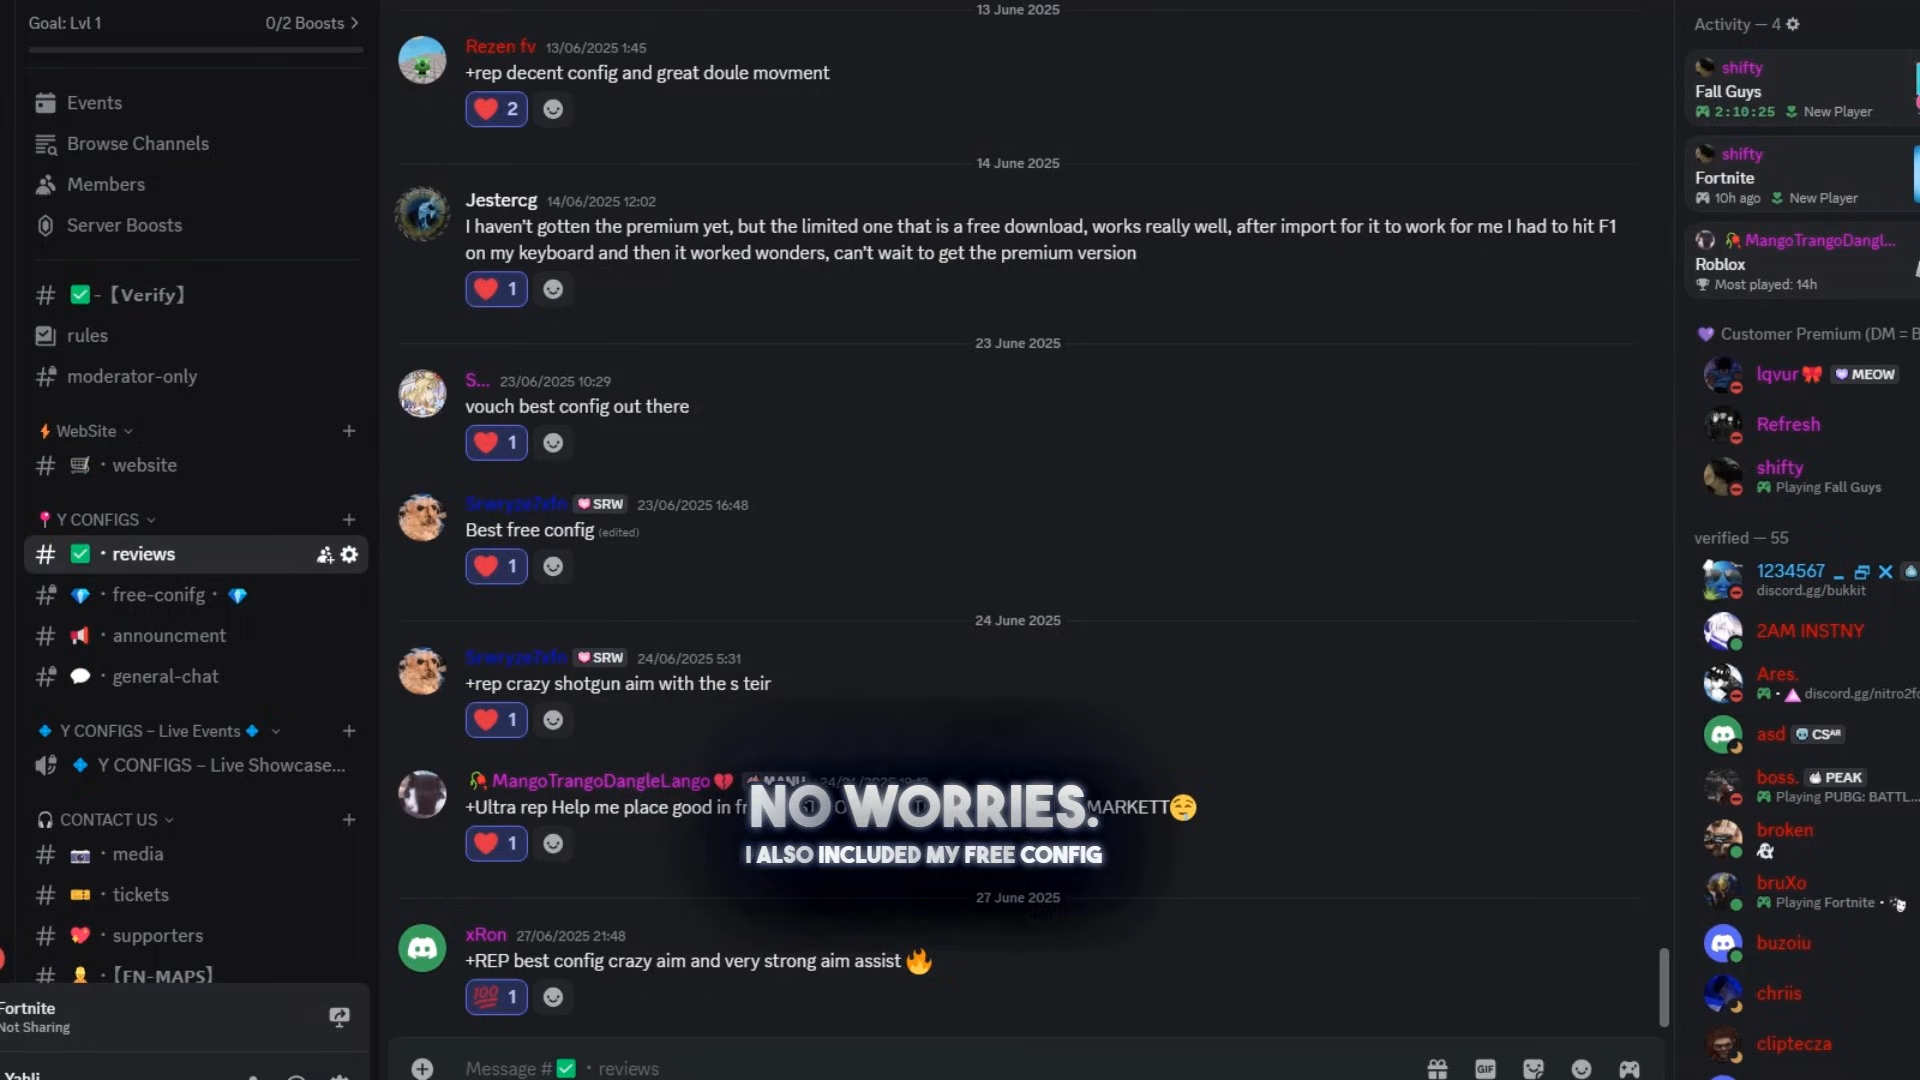 Goal: Lvl 1
0/2 Boosts
Events
Browse Channels
Members
Server Boosts
-【Verify】
rules
moderator-only
WebSite
· website
Y CONFIGS
· reviews
· free-conifg ·
· announcment
· general-chat
Y CONFIGS – Live Events
Y CONFIGS – Live Showcase...
CONTACT US
· media
· tickets
· supporters
·【FN-MAPS】
Fortnite
Not Sharing
Yahli
13 June 2025
Rezen fv 13/06/2025 1:45
+rep decent config and great doule movment
2
14 June 2025
Jestercg 14/06/2025 12:02
I haven't gotten the premium yet, but the limited one that is a free download, works really well, after import for it to work for me I had to hit F1
on my keyboard and then it worked wonders, can't wait to get the premium version
1
23 June 2025
S... 23/06/2025 10:29
vouch best config out there
1
SRW 23/06/2025 16:48
Best free config (edited)
1
24 June 2025
SRW 24/06/2025 5:31
+rep crazy shotgun aim with the s teir
1
MangoTrangoDangleLango
+Ultra rep Help me place good in
MARKETT
1
NO WORRIES.
I ALSO INCLUDED MY FREE CONFIG
27 June 2025
xRon 27/06/2025 21:48
+REP best config crazy aim and very strong aim assist
100 1
Message # · reviews
GIF
Activity — 4
shifty
Fall Guys
2:10:25 New Player
shifty
Fortnite
10h ago New Player
MangoTrangoDangl...
Roblox
Most played: 14h
Customer Premium (DM = B
lqvur MEOW
Refresh
shifty
Playing Fall Guys
verified — 55
1234567
discord.gg/bukkit
2AM INSTNY
Ares.
discord.gg/nitro2fo
asd CSAR
boss. PEAK
Playing PUBG: BATTL...
broken
bruXo
Playing Fortnite •
buzoiu
chriis
cliptecza